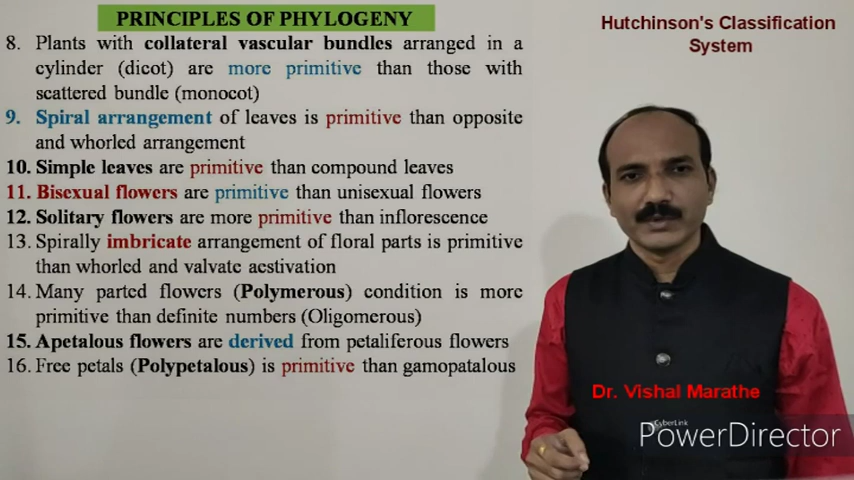 PRINCIPLES OF PHYLOGENY
Hutchinson's Classification
System
8. Plants with collateral vascular bundles arranged in a
cylinder (dicot) are more primitive than those with
scattered bundle (monocot)
9. Spiral arrangement of leaves is primitive than opposite
and whorled arrangement
10. Simple leaves are primitive than compound leaves
11. Bisexual flowers are primitive than unisexual flowers
12. Solitary flowers are more primitive than inflorescence
13. Spirally imbricate arrangement of floral parts is primitive
than whorled and valvate aestivation
14. Many parted flowers (Polymerous) condition is more
primitive than definite numbers (Oligomerous)
15. Apetalous flowers are derived from petaliferous flowers
16. Free petals (Polypetalous) is primitive than gamopatalous
Dr. Vishal Marathe
CyberLink
PowerDirector